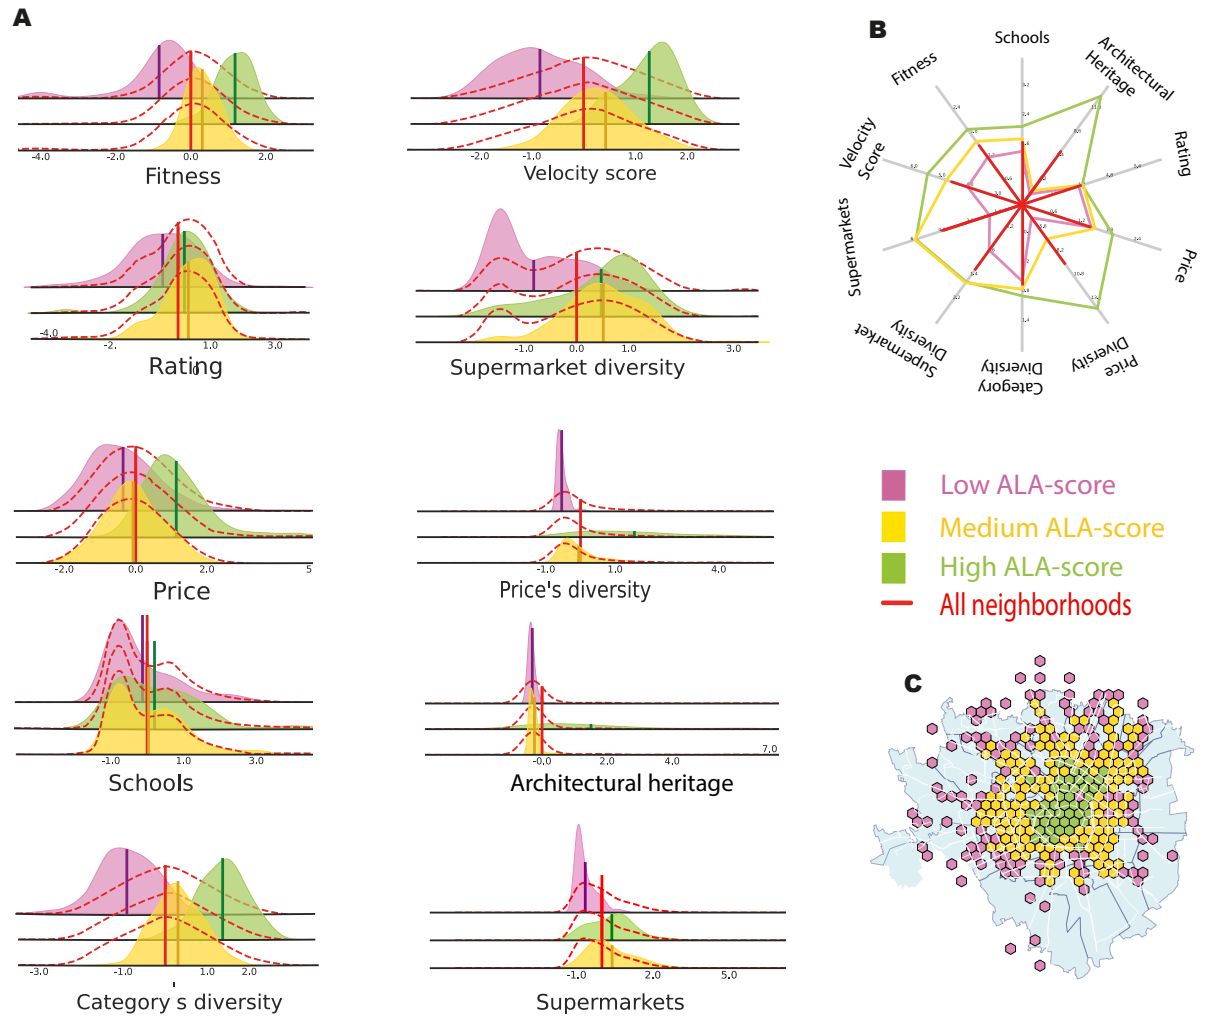 A
-4.0 -2.0 0.0 2.0
Fitness
-2.0 -1.0 0.0 1.0 2.0
Velocity score
-4.0
-2. 1.0 3.0
Rating
0
-1.0 0.0 1.0 3.0
Supermarket diversity
-2.0 0.0 2.0 5
Price
-1.0 1.0 4.0
Price's diversity
-1.0 1.0 3.0
Schools
7.0
-0.0 2.0 4.0
Architectural heritage
-3.0 -1.0 1.0 2.0
Category's diversity
-1.0 2.0 5.0
Supermarkets
B
Schools
Architectural
Heritage
Rating
Price
Price
Diversity
Category
Diversity
Supermarket
Diversity
Supermarkets
Velocity
Score
Fitness
Low ALA-score
Medium ALA-score
High ALA-score
All neighborhoods
C